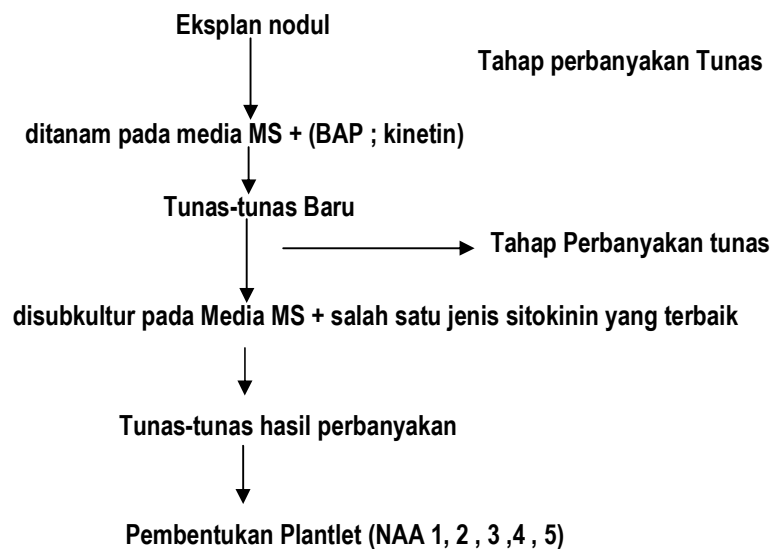 Eksplan nodul
Tahap perbanyakan Tunas
ditanam pada media MS + (BAP ; kinetin)
Tunas-tunas Baru
Tahap Perbanyakan tunas
disubkultur pada Media MS + salah satu jenis sitokinin yang terbaik
Tunas-tunas hasil perbanyakan
Pembentukan Plantlet (NAA 1, 2 , 3 ,4 , 5)